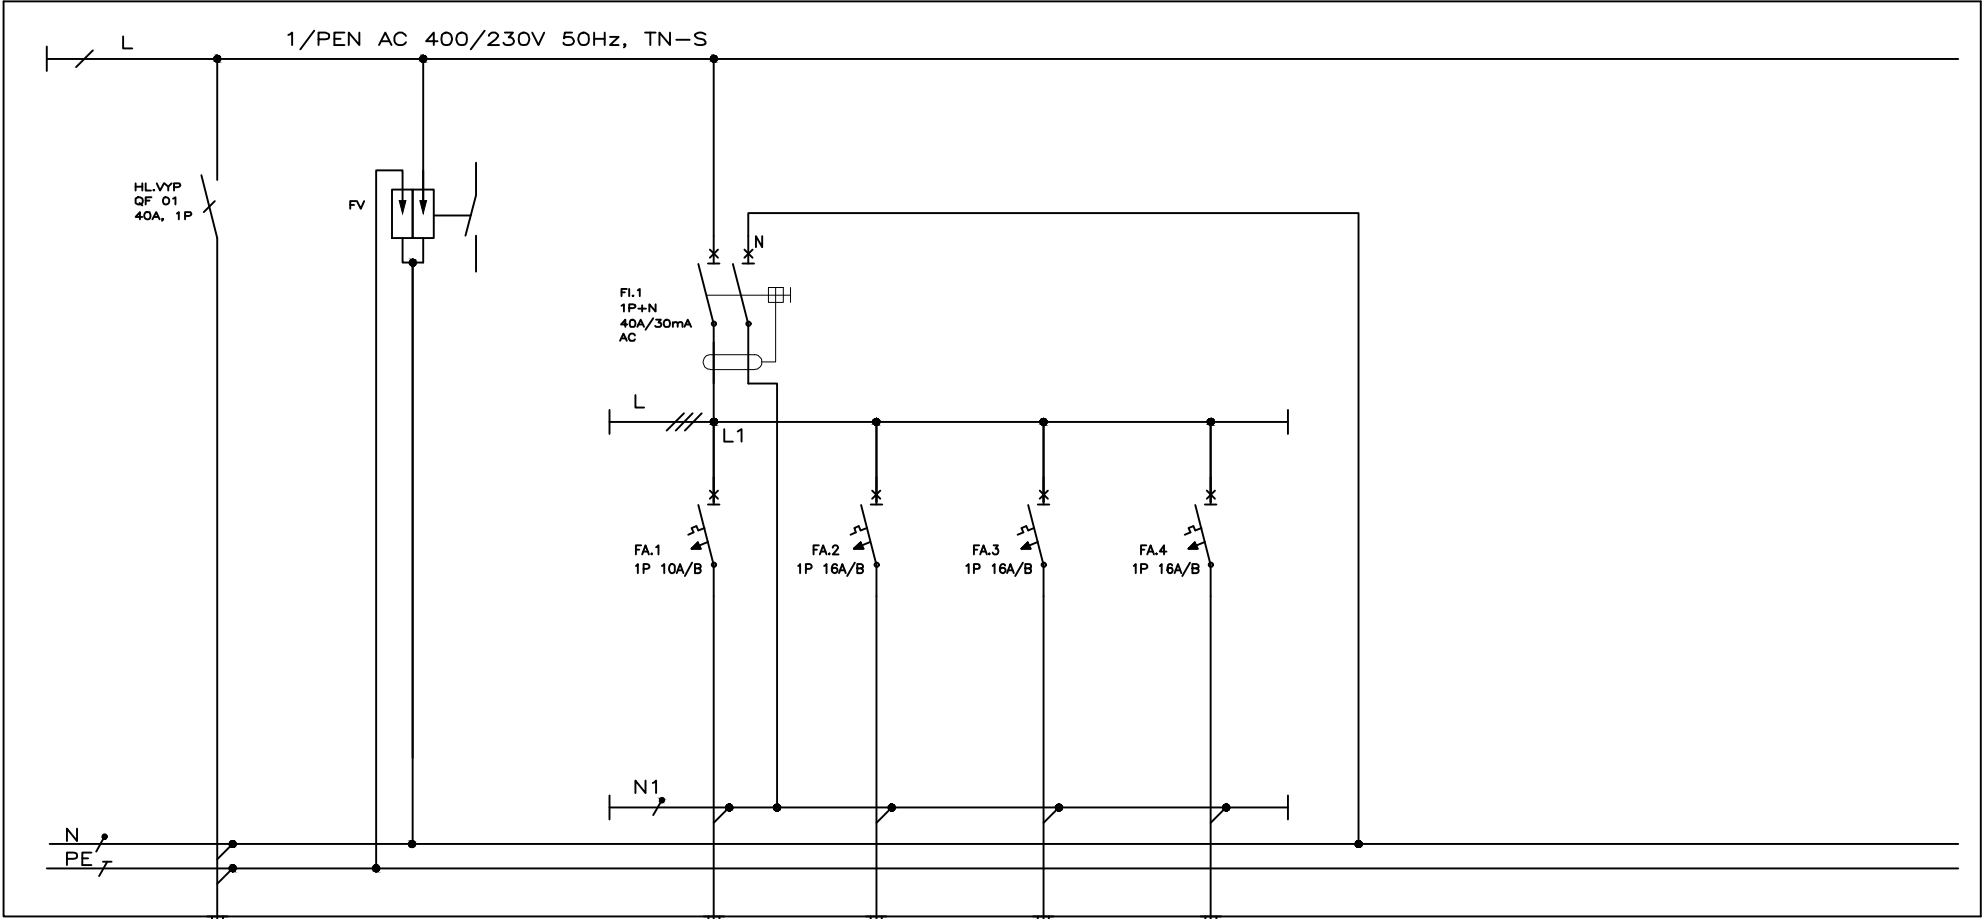 L
1/PEN AC 400/230V 50Hz, TN-S
HL.VYP
QF 01
40A, 1P
FV
N
FI.1
1P+N
40A/30mA
AC
L
L1
FA.1
1P 10A/B
FA.2
1P 16A/B
FA.3
1P 16A/B
FA.4
1P 16A/B
N1
N
PE